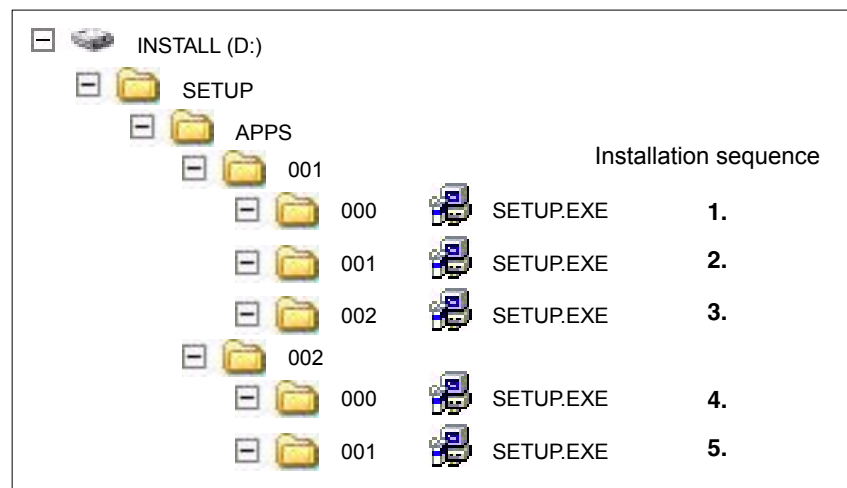 INSTALL (D:)
SETUP
APPS
Installation sequence
001
000 SETUP.EXE 1.
001 SETUP.EXE 2.
002 SETUP.EXE 3.
002
000 SETUP.EXE 4.
001 SETUP.EXE 5.